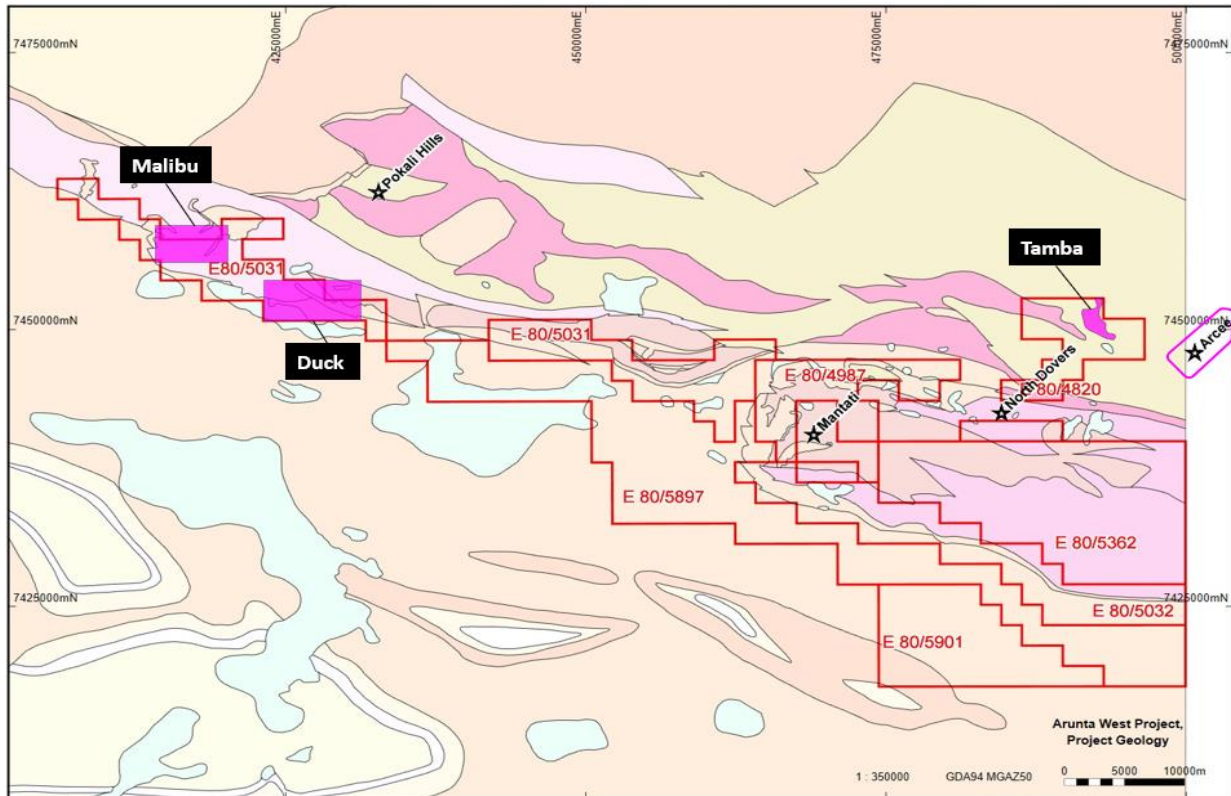 425000mE
450000mE
475000mE
500000mE
7475000mN
7475000mN
Malibu
Pokali Hills
Tamba
E80/5031
7450000mN
7450000mN
E 80/5031
Arcee
Duck
E 80/4987
North Dovers
E 80/4820
Mantati
E 80/5897
E 80/5362
7425000mN
7425000mN
E 80/5032
E 80/5901
Arunta West Project,
Project Geology
1 : 350000 GDA94 MGAZ50 0 5000 10000m